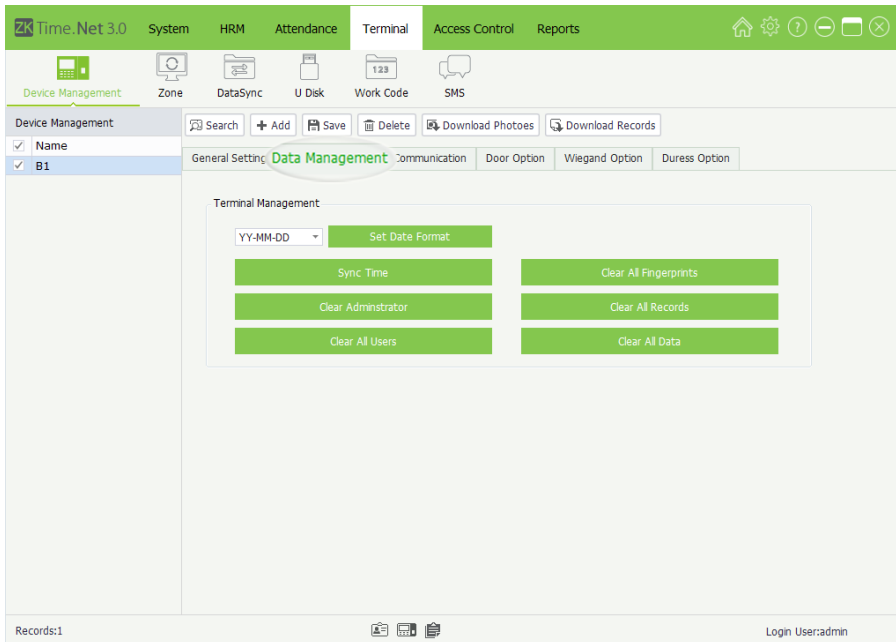 ZK Time.Net 3.0 System HRM Attendance Terminal Access Control Reports
Device Management Zone DataSync U Disk 123 Work Code SMS
Device Management Search Add Save Delete Download Photoes Download Records
Name
B1
General Setting Data Management Communication Door Option Wiegand Option Duress Option
Terminal Management
YY-MM-DD Set Date Format
Sync Time Clear All Fingerprints
Clear Adminstrator Clear All Records
Clear All Users Clear All Data
Records:1 Login User:admin